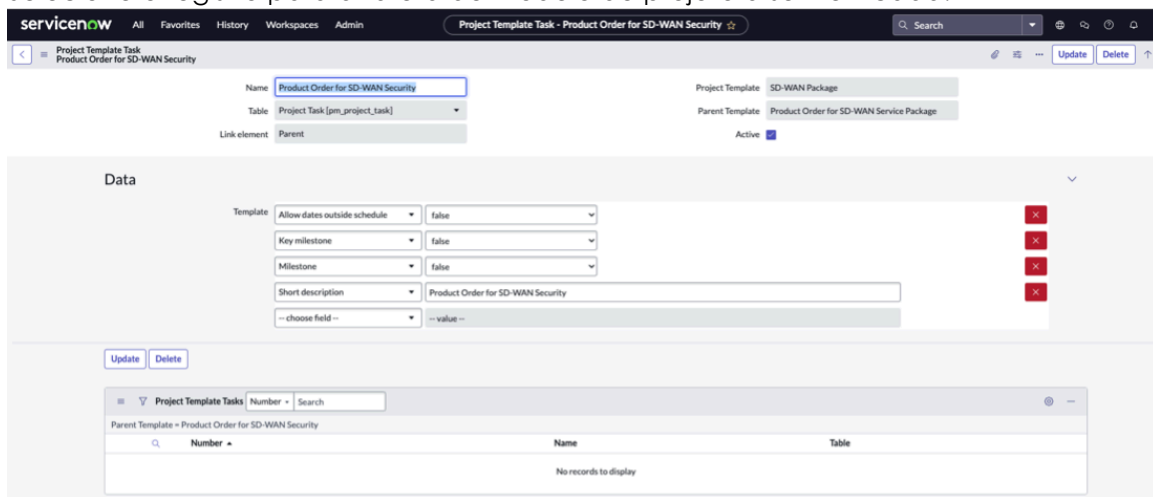 servicenow All Favorites History Workspaces Admin Project Template Task - Product Order for SD-WAN Security Search
Project Template Task
Product Order for SD-WAN Security
Update Delete
Name Product Order for SD-WAN Security Project Template SD-WAN Package
Table Project Task [pm_project_task] Parent Template Product Order for SD-WAN Service Package
Link element Parent Active
Data
Template Allow dates outside schedule false
Key milestone false
Milestone false
Short description Product Order for SD-WAN Security
-- choose field -- -- value --
Update Delete
Project Template Tasks Number Search
Parent Template = Product Order for SD-WAN Security
Number Name Table
No records to display